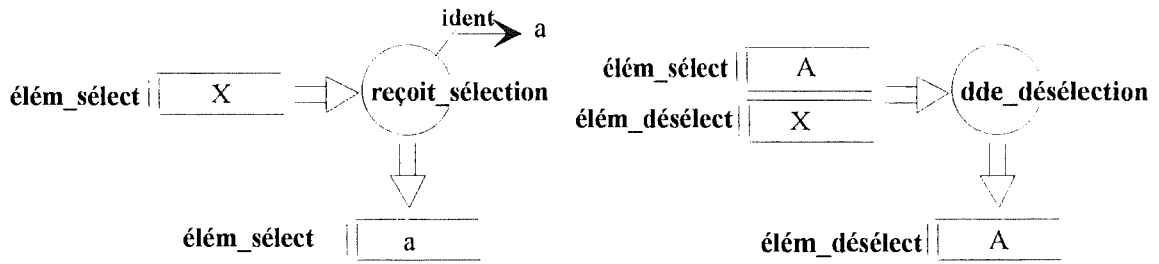 ident
a
élém_sélect X reçoit_sélection
élém_sélect a
élém_sélect A
élém_désélect X
dde_désélection
élém_désélect A